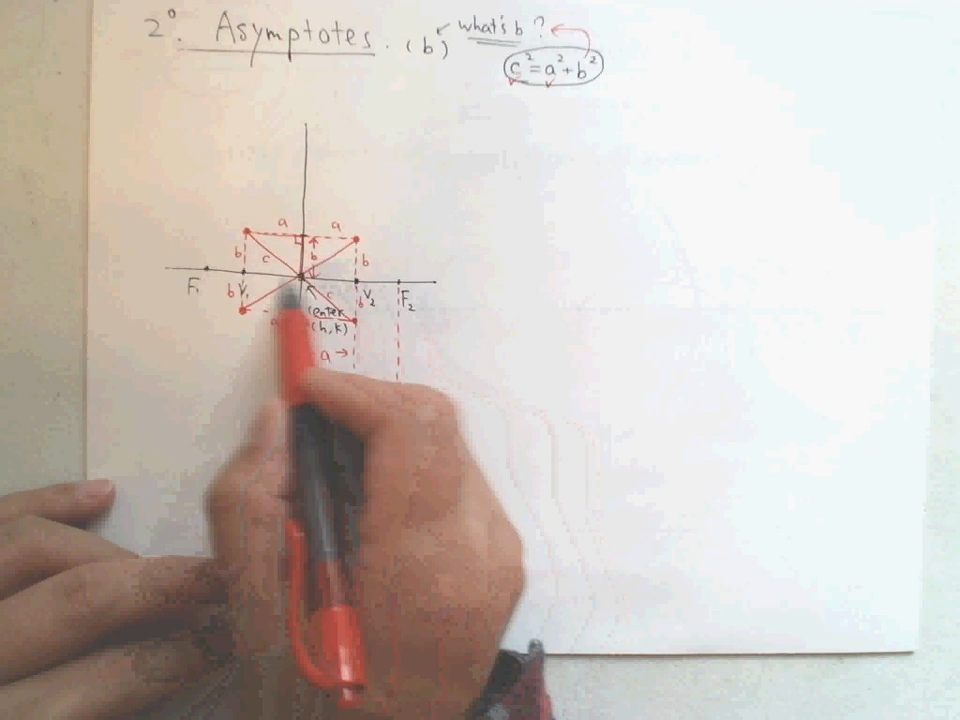 2°. Asymptotes. (b) what's b?
c² = a² + b²
a a
b c b b
F₁ b V₁ c b V₂ F₂
center
(h, k)
a →